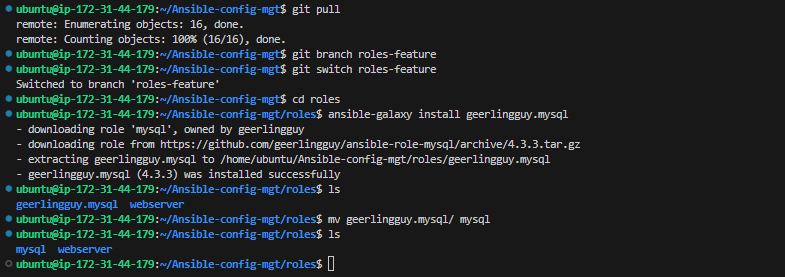 ubuntu@ip-172-31-44-179:~/Ansible-config-mgt$ git pull
remote: Enumerating objects: 16, done.
remote: Counting objects: 100% (16/16), done.
ubuntu@ip-172-31-44-179:~/Ansible-config-mgt$ git branch roles-feature
ubuntu@ip-172-31-44-179:~/Ansible-config-mgt$ git switch roles-feature
Switched to branch 'roles-feature'
ubuntu@ip-172-31-44-179:~/Ansible-config-mgt$ cd roles
ubuntu@ip-172-31-44-179:~/Ansible-config-mgt/roles$ ansible-galaxy install geerlingguy.mysql
- downloading role 'mysql', owned by geerlingguy
- downloading role from https://github.com/geerlingguy/ansible-role-mysql/archive/4.3.3.tar.gz
- extracting geerlingguy.mysql to /home/ubuntu/Ansible-config-mgt/roles/geerlingguy.mysql
- geerlingguy.mysql (4.3.3) was installed successfully
ubuntu@ip-172-31-44-179:~/Ansible-config-mgt/roles$ ls
geerlingguy.mysql  webserver
ubuntu@ip-172-31-44-179:~/Ansible-config-mgt/roles$ mv geerlingguy.mysql/ mysql
ubuntu@ip-172-31-44-179:~/Ansible-config-mgt/roles$ ls
mysql  webserver
ubuntu@ip-172-31-44-179:~/Ansible-config-mgt/roles$